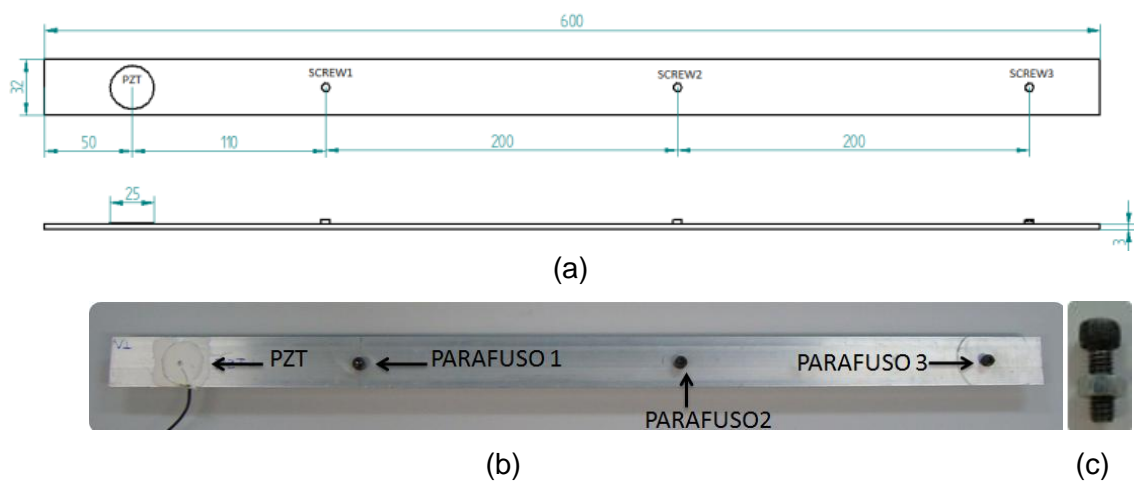 600
32
PZT
SCREW1
SCREW2
SCREW3
50
110
200
200
25
3
(a)
PZT
PARAFUSO 1
PARAFUSO2
PARAFUSO 3
(b)
(c)